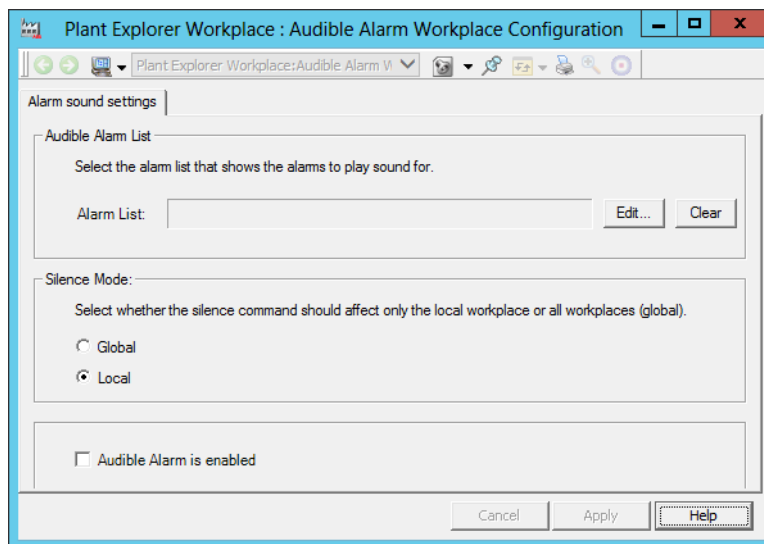 Plant Explorer Workplace : Audible Alarm Workplace Configuration
Plant Explorer Workplace:Audible Alarm W
Alarm sound settings
Audible Alarm List
Select the alarm list that shows the alarms to play sound for.
Alarm List: Edit... Clear
Silence Mode:
Select whether the silence command should affect only the local workplace or all workplaces (global).
Global
Local
Audible Alarm is enabled
Cancel Apply Help